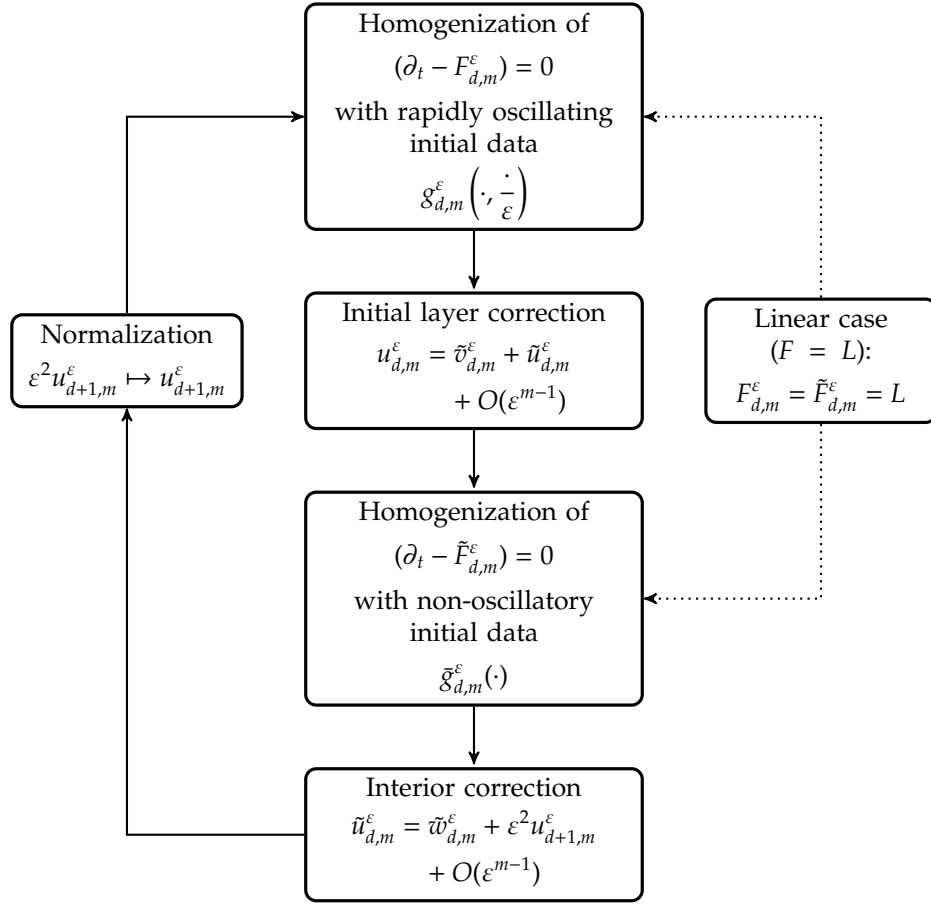 Homogenization of
(∂ₜ − F^ε_{d,m}) = 0
with rapidly oscillating
initial data
g^ε_{d,m}(·, ·/ε)
Initial layer correction
u^ε_{d,m} = ṽ^ε_{d,m} + ũ^ε_{d,m}
+ O(ε^{m−1})
Normalization
ε²u^ε_{d+1,m} ↦ u^ε_{d+1,m}
Linear case
(F = L):
F^ε_{d,m} = F̃^ε_{d,m} = L
Homogenization of
(∂ₜ − F̃^ε_{d,m}) = 0
with non-oscillatory
initial data
ḡ^ε_{d,m}(·)
Interior correction
ũ^ε_{d,m} = w̃^ε_{d,m} + ε²u^ε_{d+1,m}
+ O(ε^{m−1})